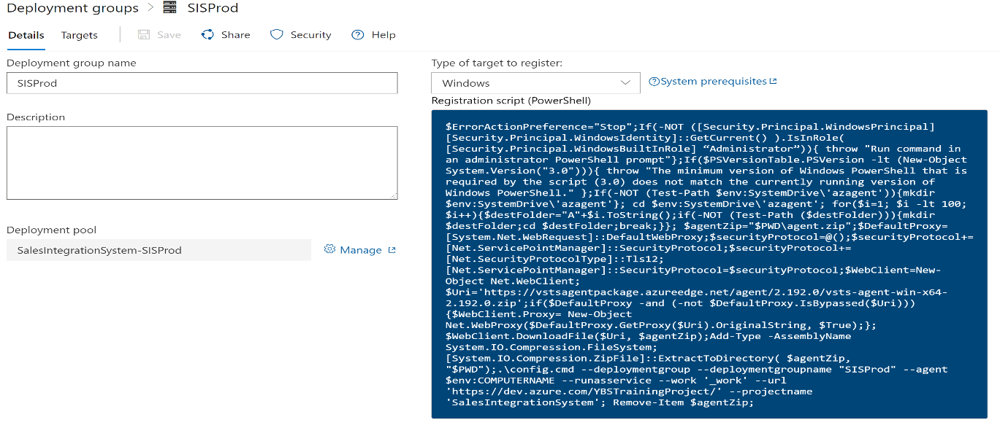 Deployment groups > SISProd
Details Targets Save Share Security Help
Deployment group name
SISProd
Description
Deployment pool
SalesIntegrationSystem-SISProd
Manage
Type of target to register:
Windows
System prerequisites
Registration script (PowerShell)
$ErrorActionPreference="Stop";If(-NOT ([Security.Principal.WindowsPrincipal]
[Security.Principal.WindowsIdentity]::GetCurrent() ).IsInRole(
[Security.Principal.WindowsBuiltInRole] “Administrator”)){ throw "Run command in
an administrator PowerShell prompt"};If($PSVersionTable.PSVersion -lt (New-Object
System.Version("3.0"))){ throw "The minimum version of Windows PowerShell that is
required by the script (3.0) does not match the currently running version of
Windows PowerShell." };If(-NOT (Test-Path $env:SystemDrive\'azagent')){mkdir
$env:SystemDrive\'azagent'}; cd $env:SystemDrive\'azagent'; for($i=1; $i -lt 100;
$i++){$destFolder="A"+$i.ToString();if(-NOT (Test-Path ($destFolder))){mkdir
$destFolder;cd $destFolder;break;}}; $agentZip="$PWD\agent.zip";$DefaultProxy=
[System.Net.WebRequest]::DefaultWebProxy;$securityProtocol=@();$securityProtocol+=
[Net.ServicePointManager]::SecurityProtocol;$securityProtocol+=
[Net.SecurityProtocolType]::Tls12;
[Net.ServicePointManager]::SecurityProtocol=$securityProtocol;$WebClient=New-
Object Net.WebClient;
$Uri='https://vstsagentpackage.azureedge.net/agent/2.192.0/vsts-agent-win-x64-
2.192.0.zip';if($DefaultProxy -and (-not $DefaultProxy.IsBypassed($Uri)))
{$WebClient.Proxy= New-Object
Net.WebProxy($DefaultProxy.GetProxy($Uri).OriginalString, $True);};
$WebClient.DownloadFile($Uri, $agentZip);Add-Type -AssemblyName
System.IO.Compression.FileSystem;
[System.IO.Compression.ZipFile]::ExtractToDirectory( $agentZip,
"$PWD");.\config.cmd --deploymentgroup --deploymentgroupname "SISProd" --agent
$env:COMPUTERNAME --runasservice --work '_work' --url
'https://dev.azure.com/YBSTrainingProject/' --projectname
'SalesIntegrationSystem'; Remove-Item $agentZip;